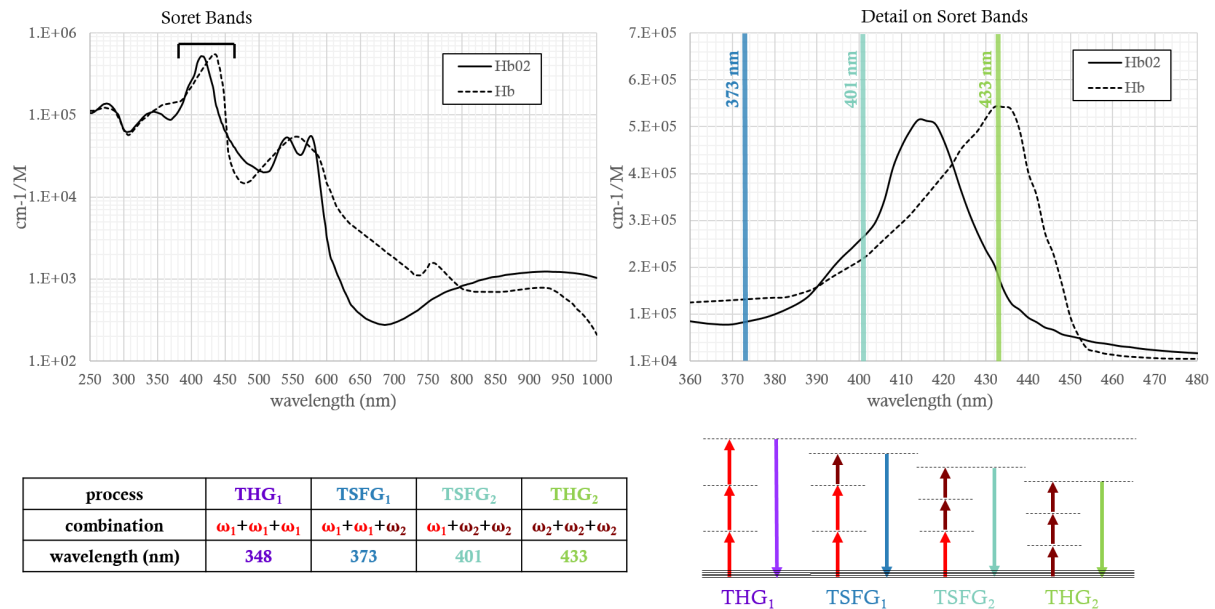 Soret Bands
1.E+06
1.E+05
1.E+04
1.E+03
1.E+02
cm-1/M
Hb02
Hb
250 300 350 400 450 500 550 600 650 700 750 800 850 900 950 1000
wavelength (nm)
Detail on Soret Bands
7.E+05
6.E+05
5.E+05
4.E+05
3.E+05
2.E+05
1.E+05
1.E+04
cm-1/M
373 nm
401 nm
433 nm
Hb02
Hb
360 370 380 390 400 410 420 430 440 450 460 470 480
wavelength (nm)
process THG₁ TSFG₁ TSFG₂ THG₂
combination ω₁+ω₁+ω₁ ω₁+ω₁+ω₂ ω₁+ω₂+ω₂ ω₂+ω₂+ω₂
wavelength (nm) 348 373 401 433
THG₁ TSFG₁ TSFG₂ THG₂